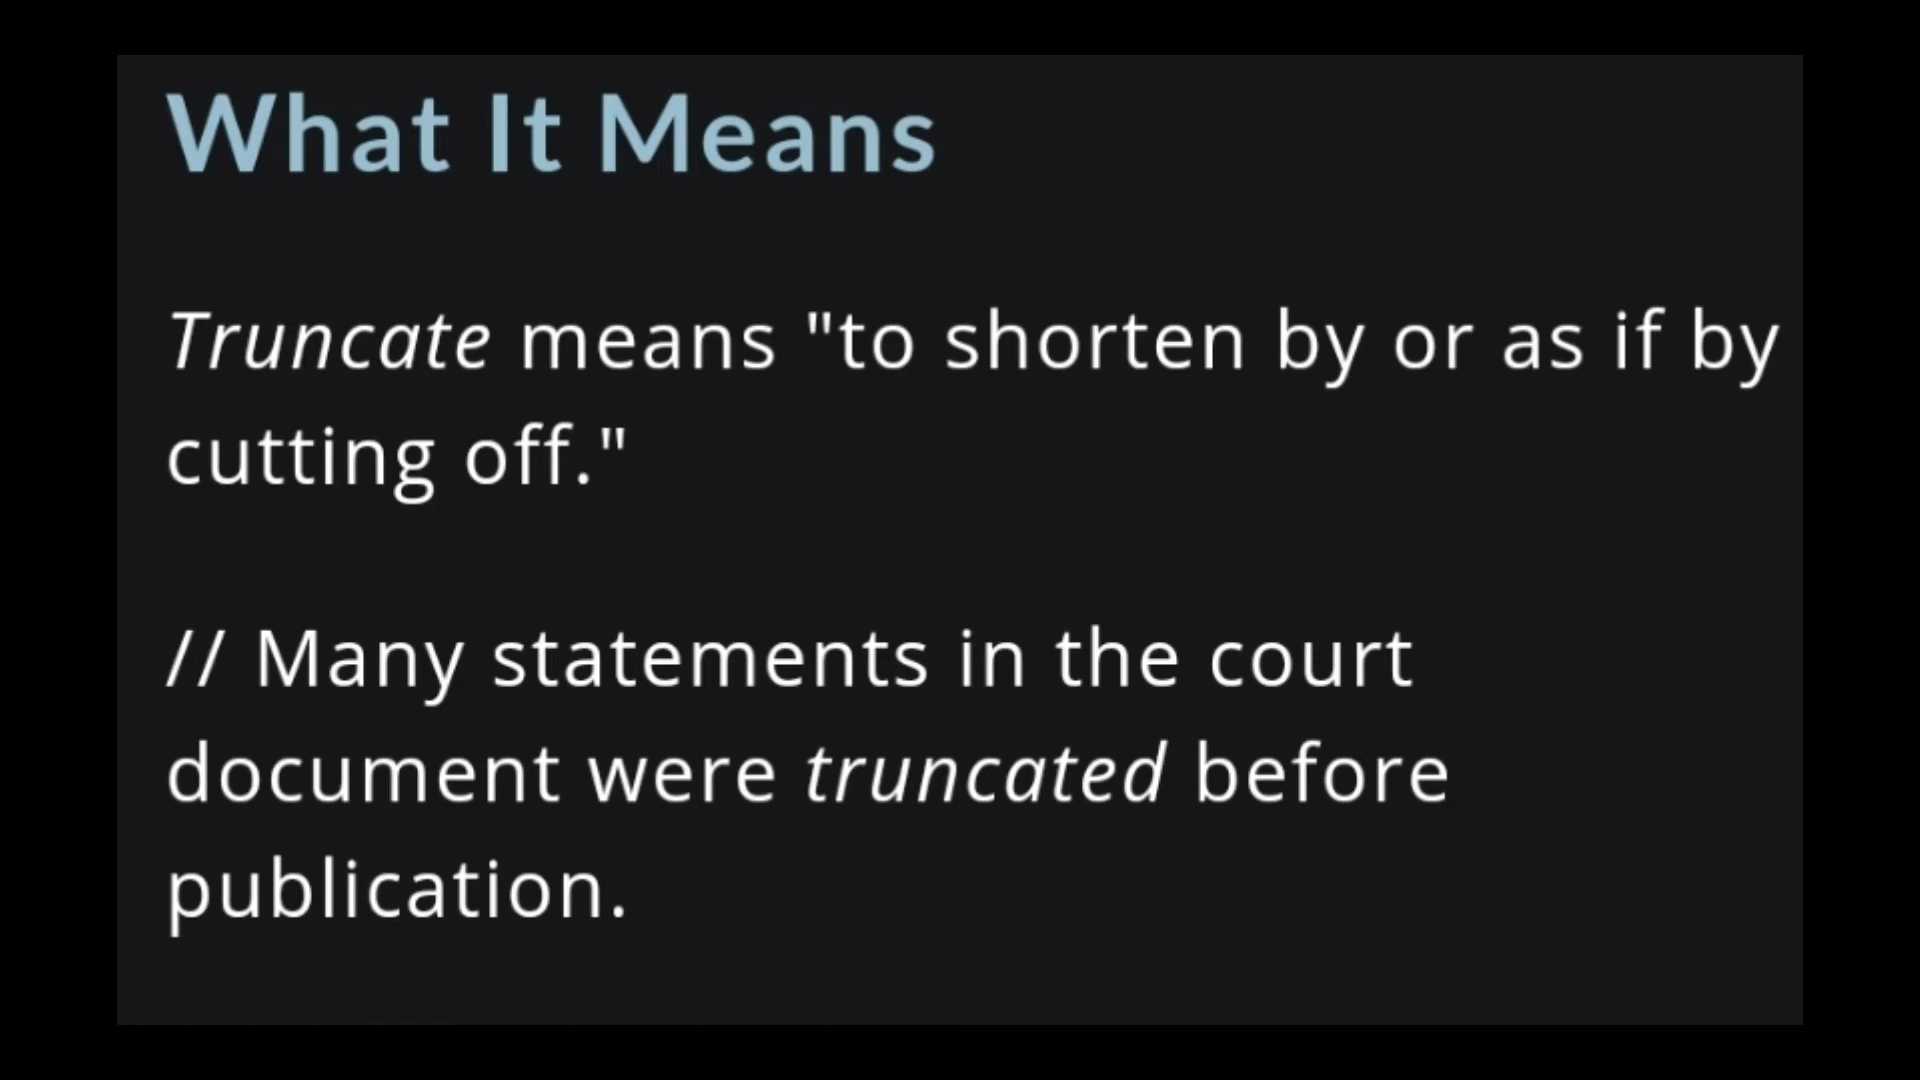 What It Means
Truncate means "to shorten by or as if by
cutting off."
// Many statements in the court
document were truncated before
publication.